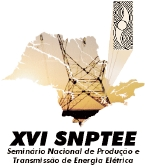 XVI SNPTEE
Seminário Nacional de Produção e
Transmissão de Energia Elétrica